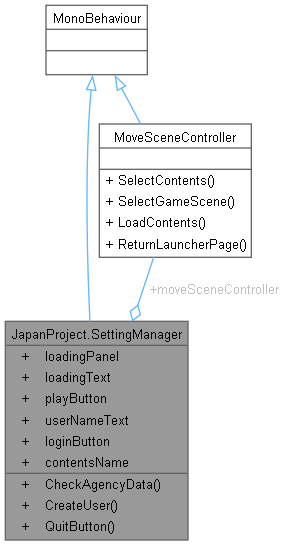 MonoBehaviour
MoveSceneController
+ SelectContents()
+ SelectGameScene()
+ LoadContents()
+ ReturnLauncherPage()
+moveSceneController
JapanProject.SettingManager
+ loadingPanel
+ loadingText
+ playButton
+ userNameText
+ loginButton
+ contentsName
+ CheckAgencyData()
+ CreateUser()
+ QuitButton()